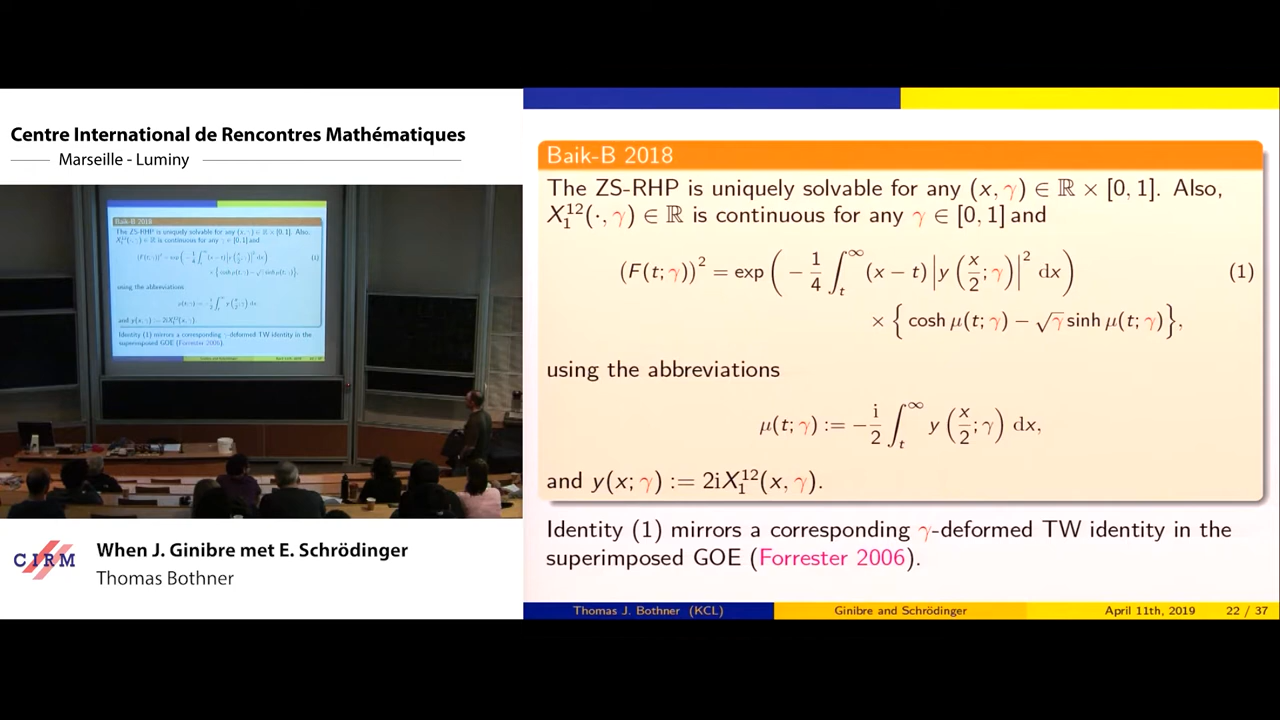 Centre International de Rencontres Mathématiques
Marseille - Luminy
CIRM
When J. Ginibre met E. Schrödinger
Thomas Bothner
Baik-B 2018
The ZS-RHP is uniquely solvable for any (x, γ) ∈ ℝ × [0, 1]. Also,
X₁¹²(·, γ) ∈ ℝ is continuous for any γ ∈ [0, 1] and
(F(t; γ))² = exp ( − 1/4 ∫ₜ^∞ (x − t) |y (x/2; γ)|² dx ) (1)
× { cosh μ(t; γ) − √γ sinh μ(t; γ) },
using the abbreviations
μ(t; γ) := − i/2 ∫ₜ^∞ y (x/2; γ) dx,
and y(x; γ) := 2iX₁¹²(x, γ).
Identity (1) mirrors a corresponding γ-deformed TW identity in the
superimposed GOE (Forrester 2006).
Thomas J. Bothner (KCL) Ginibre and Schrödinger April 11th, 2019 22 / 37